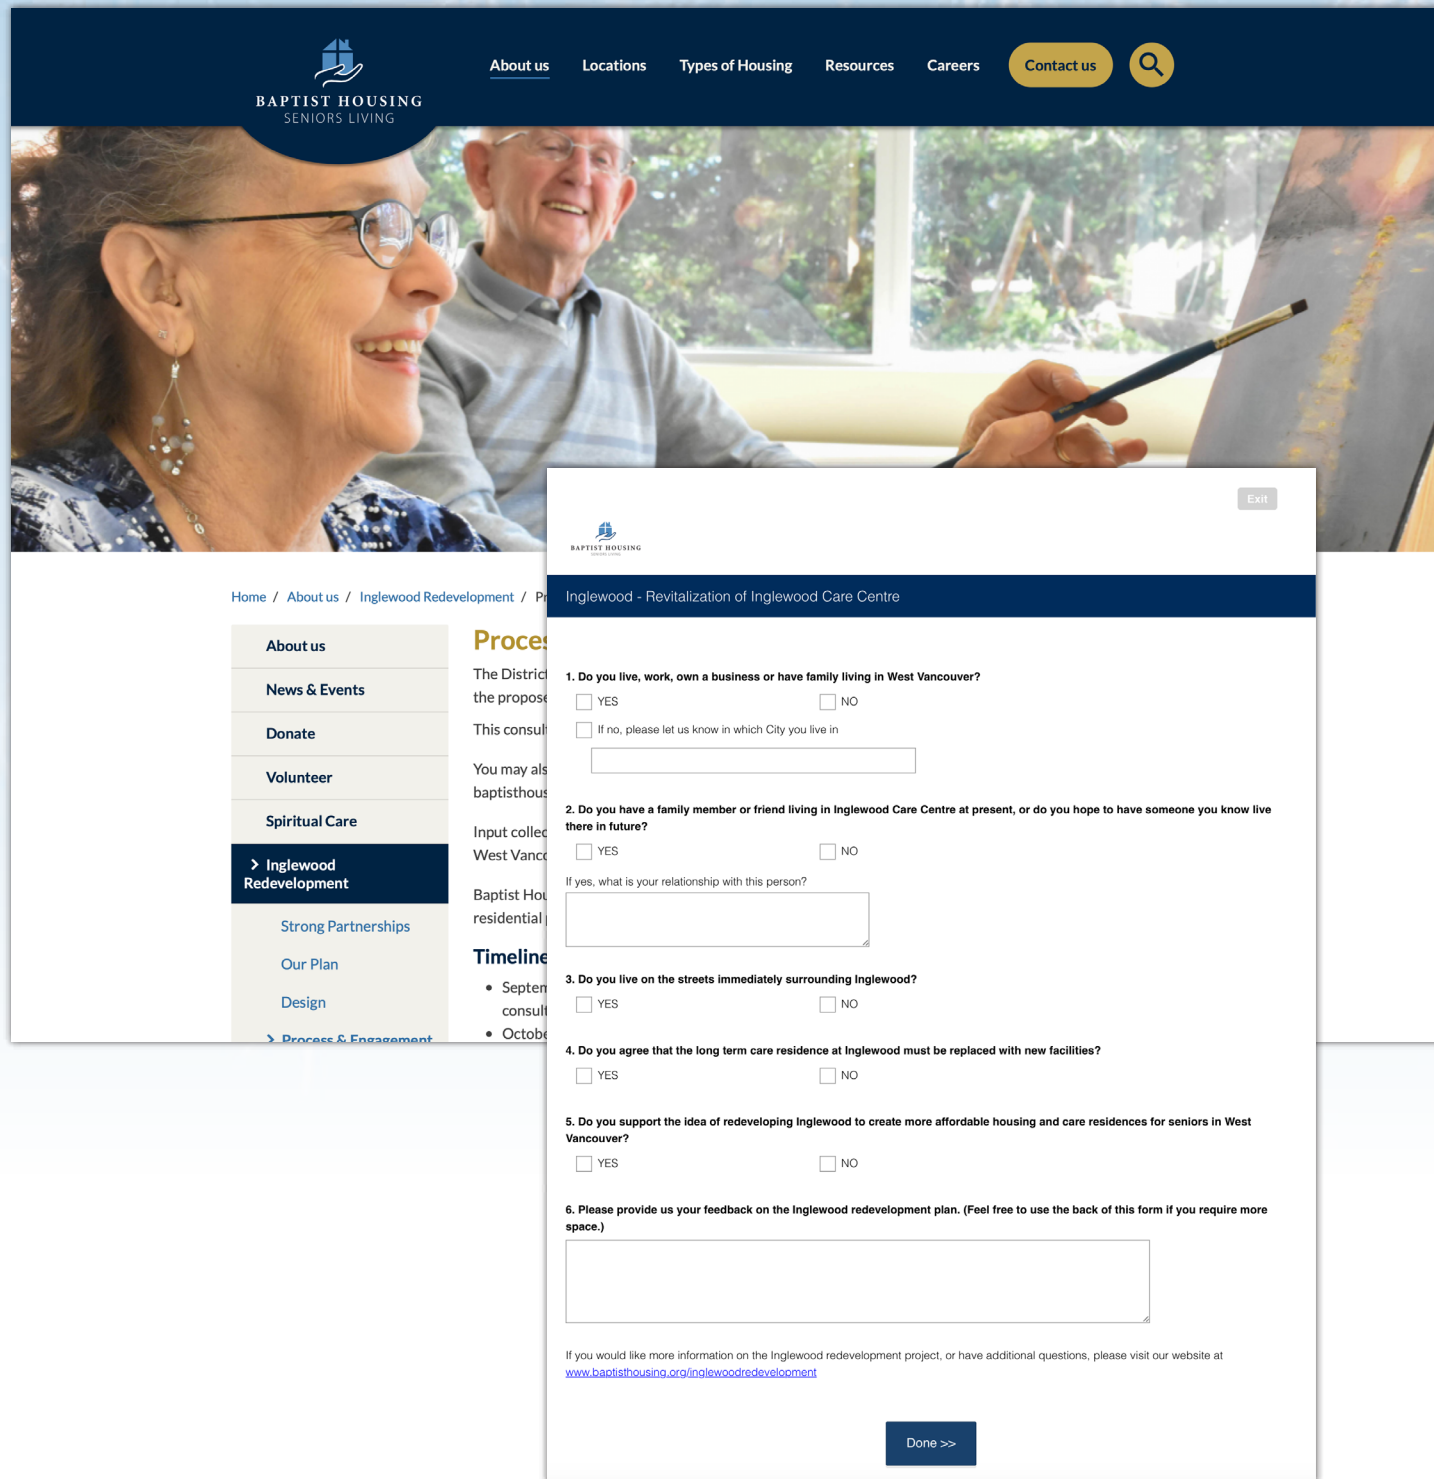 BAPTIST HOUSING
SENIORS LIVING
About us
Locations
Types of Housing
Resources
Careers
Contact us
Home / About us / Inglewood Redevelopment /
About us
News & Events
Donate
Volunteer
Spiritual Care
Inglewood
Redevelopment
Strong Partnerships
Our Plan
Design
Process & Engagement
The District
This consul
You may als
baptisthous
Input collec
West Vanco
Baptist Hou
residential
Timeline
Septem
consult
Octobe
Exit
BAPTIST HOUSING
SENIORS LIVING
Inglewood - Revitalization of Inglewood Care Centre
1. Do you live, work, own a business or have family living in West Vancouver?
YES
NO
If no, please let us know in which City you live in
2. Do you have a family member or friend living in Inglewood Care Centre at present, or do you hope to have someone you know live
there in future?
YES
NO
If yes, what is your relationship with this person?
3. Do you live on the streets immediately surrounding Inglewood?
YES
NO
4. Do you agree that the long term care residence at Inglewood must be replaced with new facilities?
YES
NO
5. Do you support the idea of redeveloping Inglewood to create more affordable housing and care residences for seniors in West
Vancouver?
YES
NO
6. Please provide us your feedback on the Inglewood redevelopment plan. (Feel free to use the back of this form if you require more
space.)
If you would like more information on the Inglewood redevelopment project, or have additional questions, please visit our website at
www.baptisthousing.org/inglewoodredevelopment
Done >>